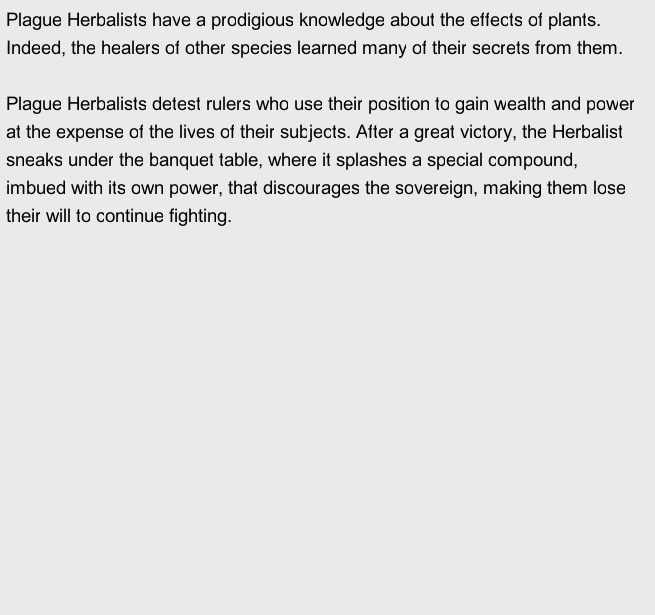 Plague Herbalists have a prodigious knowledge about the effects of plants.
Indeed, the healers of other species learned many of their secrets from them.

Plague Herbalists detest rulers who use their position to gain wealth and power
at the expense of the lives of their subjects. After a great victory, the Herbalist
sneaks under the banquet table, where it splashes a special compound,
imbued with its own power, that discourages the sovereign, making them lose
their will to continue fighting.